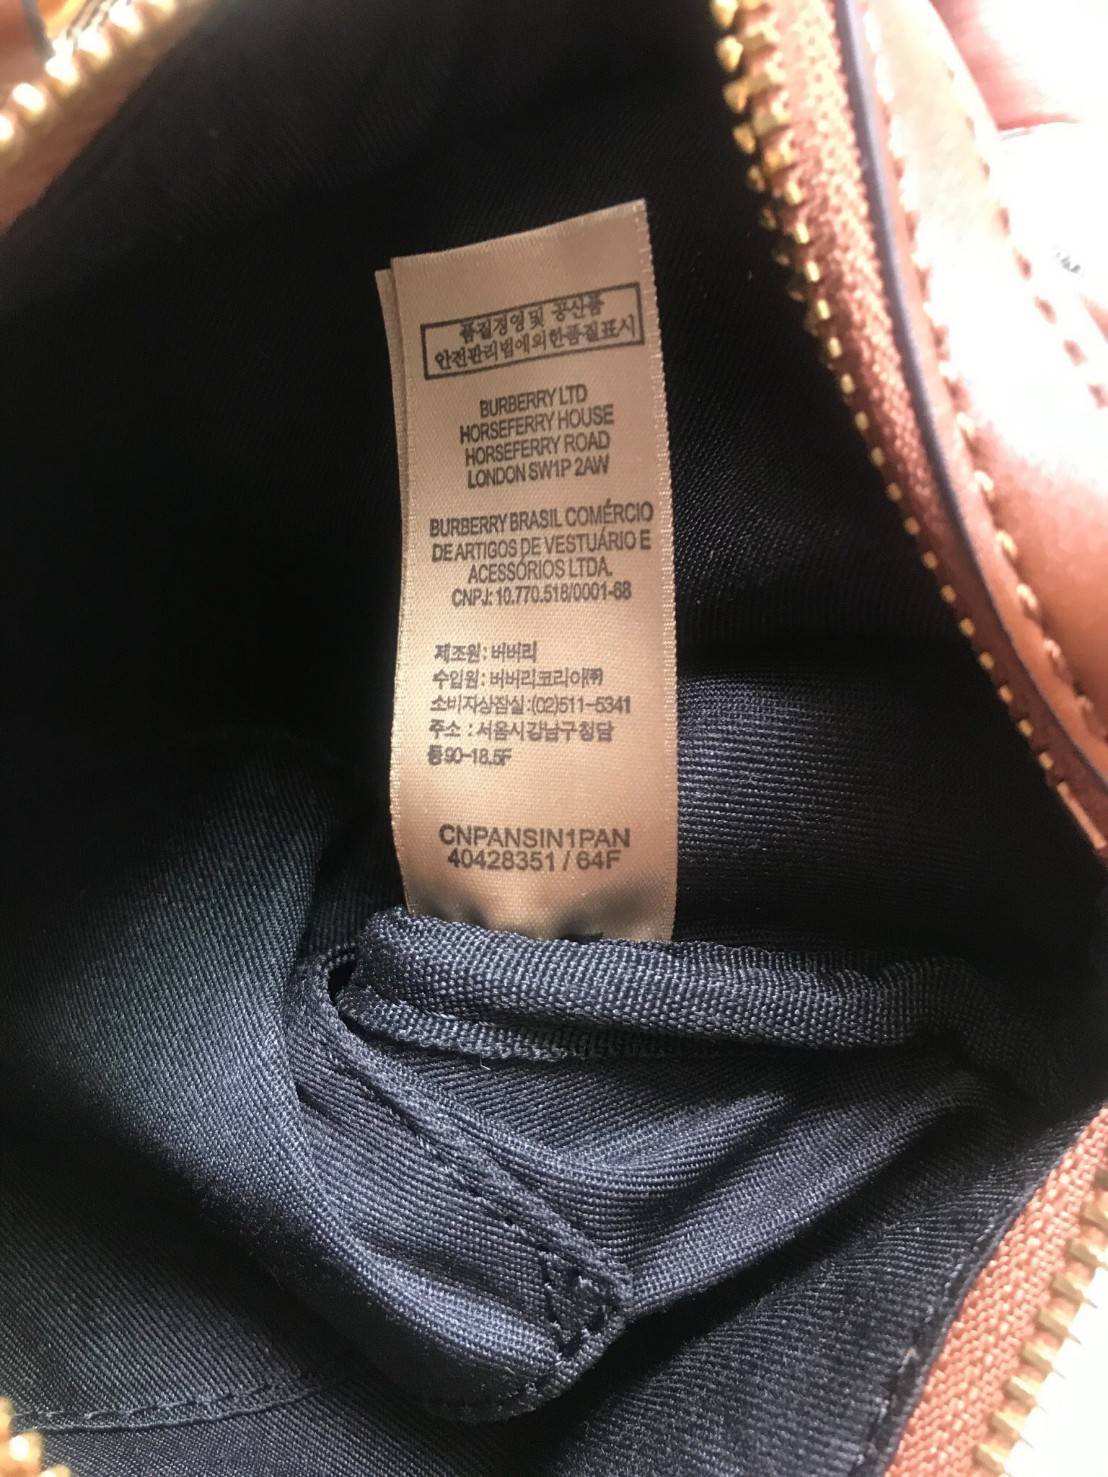 품질경영및 공산품
안전관리법에의한품질표시
BURBERRY LTD
HORSEFERRY HOUSE
HORSEFERRY ROAD
LONDON SW1P 2AW
BURBERRY BRASIL COMÉRCIO
DE ARTIGOS DE VESTUÁRIO E
ACESSÓRIOS LTDA.
CNPJ: 10.770.518/0001-68
제조원: 버버리
수입원: 버버리코리아㈜
소비자상담실:(02)511-5341
주소 : 서울시강남구청담
동90-18.5F
CNPANSIN1PAN
40428351 / 64F